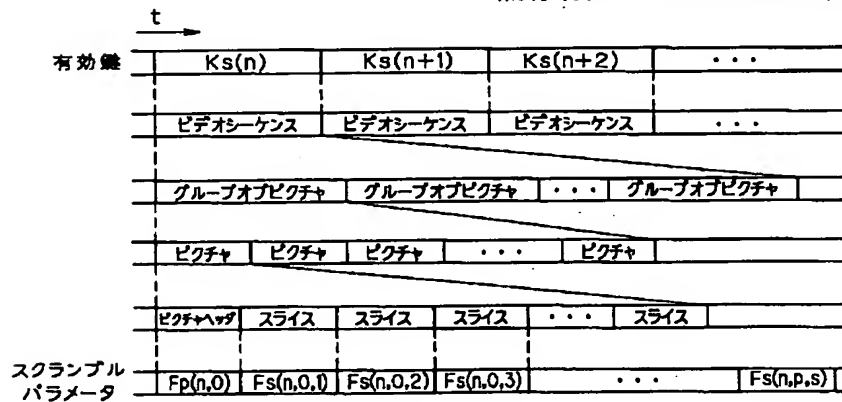 t
有効鍵 Ks(n) Ks(n+1) Ks(n+2) ・・・
ビデオシーケンス ビデオシーケンス ビデオシーケンス ・・・
グループオブピクチャ グループオブピクチャ ・・・ グループオブピクチャ
ピクチャ ピクチャ ピクチャ ・・・ ピクチャ
ピクチャヘッダ スライス スライス スライス ・・・ スライス
スクランブル
パラメータ Fp(n,0) Fs(n,0,1) Fs(n,0,2) Fs(n,0,3) ・・・ Fs(n,p,s)